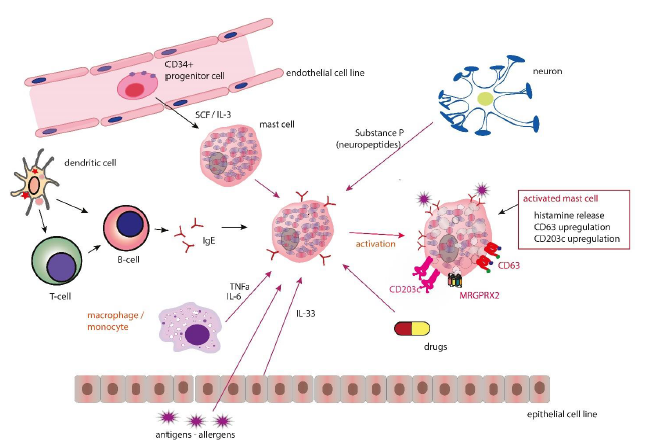 CD34+
progenitor cell
endothelial cell line
neuron
SCF / IL-3
mast cell
Substance P
(neuropeptides)
dendritic cell
activated mast cell
histamine release
CD63 upregulation
CD203c upregulation
IgE
activation
B-cell
CD63
T-cell
CD203c
MRGPRX2
TNFa
IL-6
macrophage /
monocyte
IL-33
drugs
epithelial cell line
antigens - allergens